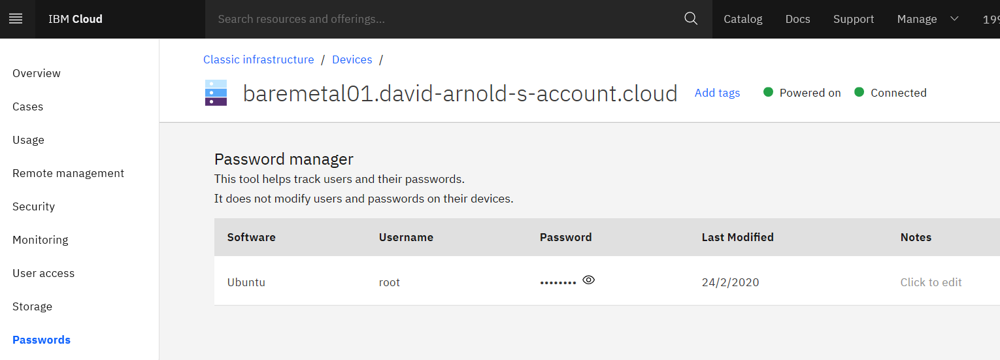 IBM Cloud
Search resources and offerings...
Catalog Docs Support Manage 199
Overview
Cases
Usage
Remote management
Security
Monitoring
User access
Storage
Passwords
Classic infrastructure / Devices /
baremetal01.david-arnold-s-account.cloud Add tags Powered on Connected
Password manager
This tool helps track users and their passwords.
It does not modify users and passwords on their devices.
Software Username Password Last Modified Notes
Ubuntu root •••••••• 24/2/2020 Click to edit